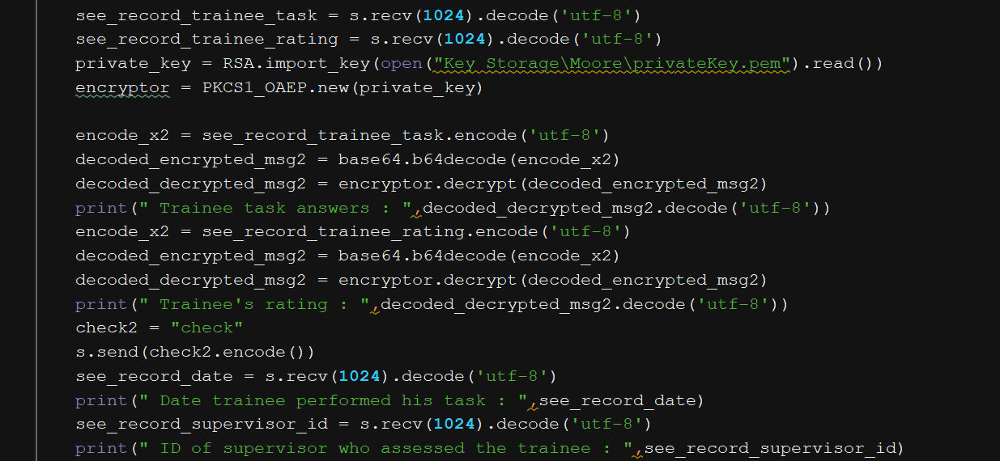 see_record_trainee_task = s.recv(1024).decode('utf-8')
see_record_trainee_rating = s.recv(1024).decode('utf-8')
private_key = RSA.import_key(open("Key Storage\Moore\privateKey.pem").read())
encryptor = PKCS1_OAEP.new(private_key)
encode_x2 = see_record_trainee_task.encode('utf-8')
decoded_encrypted_msg2 = base64.b64decode(encode_x2)
decoded_decrypted_msg2 = encryptor.decrypt(decoded_encrypted_msg2)
print(" Trainee task answers : ",decoded_decrypted_msg2.decode('utf-8'))
encode_x2 = see_record_trainee_rating.encode('utf-8')
decoded_encrypted_msg2 = base64.b64decode(encode_x2)
decoded_decrypted_msg2 = encryptor.decrypt(decoded_encrypted_msg2)
print(" Trainee's rating : ",decoded_decrypted_msg2.decode('utf-8'))
check2 = "check"
s.send(check2.encode())
see_record_date = s.recv(1024).decode('utf-8')
print(" Date trainee performed his task : ",see_record_date)
see_record_supervisor_id = s.recv(1024).decode('utf-8')
print(" ID of supervisor who assessed the trainee : ",see_record_supervisor_id)